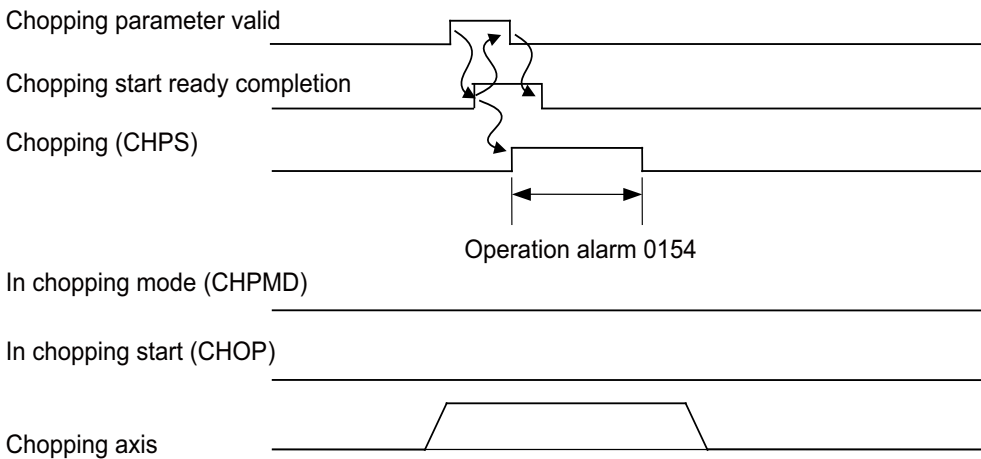 Chopping parameter valid
Chopping start ready completion
Chopping (CHPS)
Operation alarm 0154
In chopping mode (CHPMD)
In chopping start (CHOP)
Chopping axis